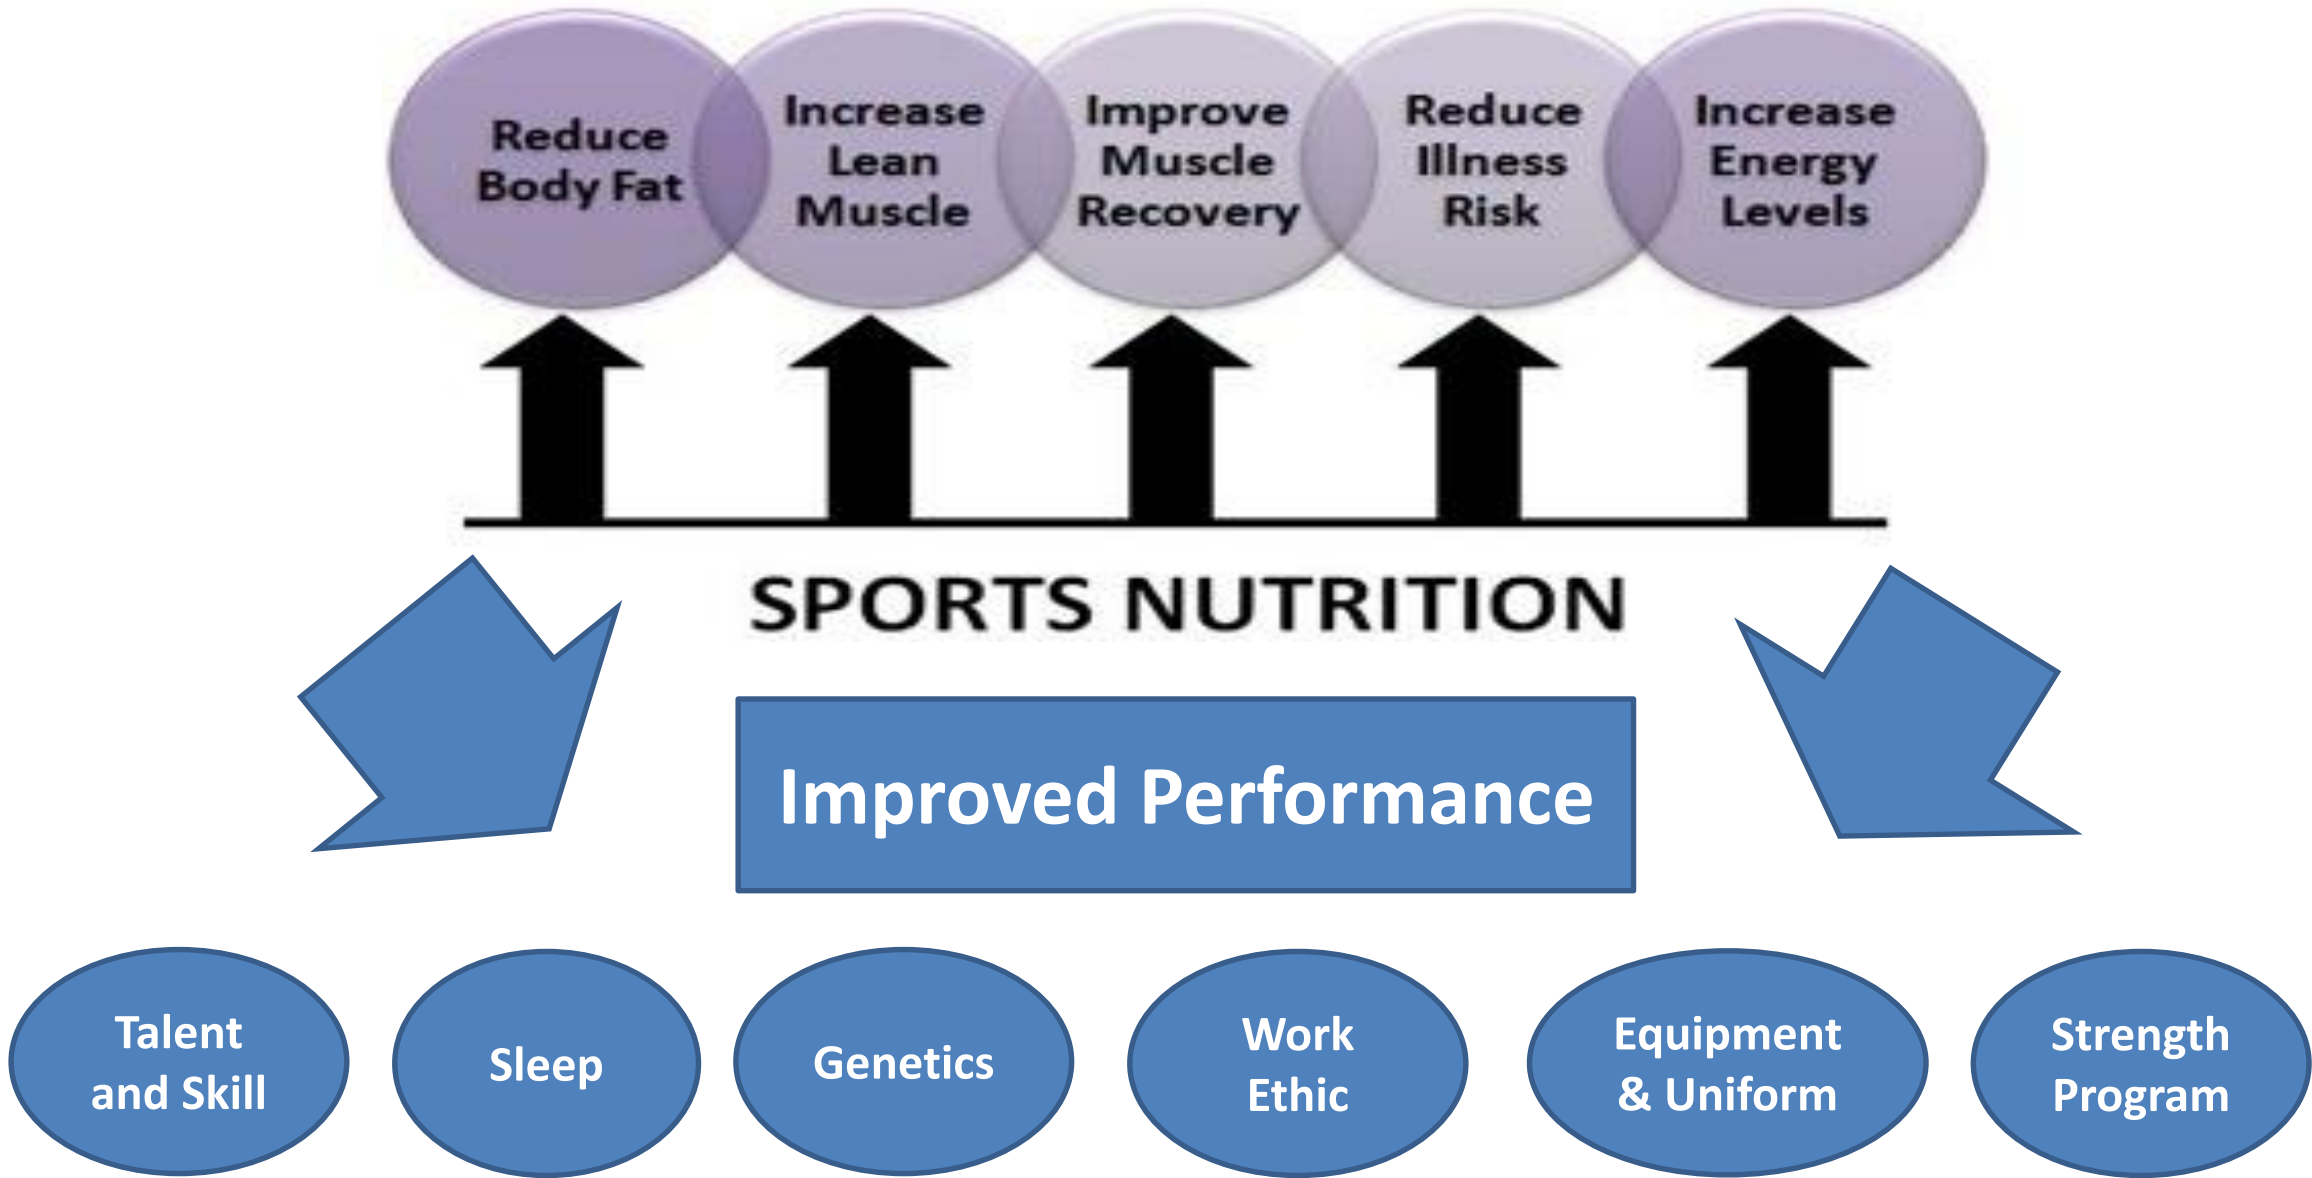 Reduce
Body Fat
Increase
Lean
Muscle
Improve
Muscle
Recovery
Reduce
Illness
Risk
Increase
Energy
Levels
SPORTS NUTRITION
Improved Performance
Talent
and Skill
Sleep
Genetics
Work
Ethic
Equipment
& Uniform
Strength
Program